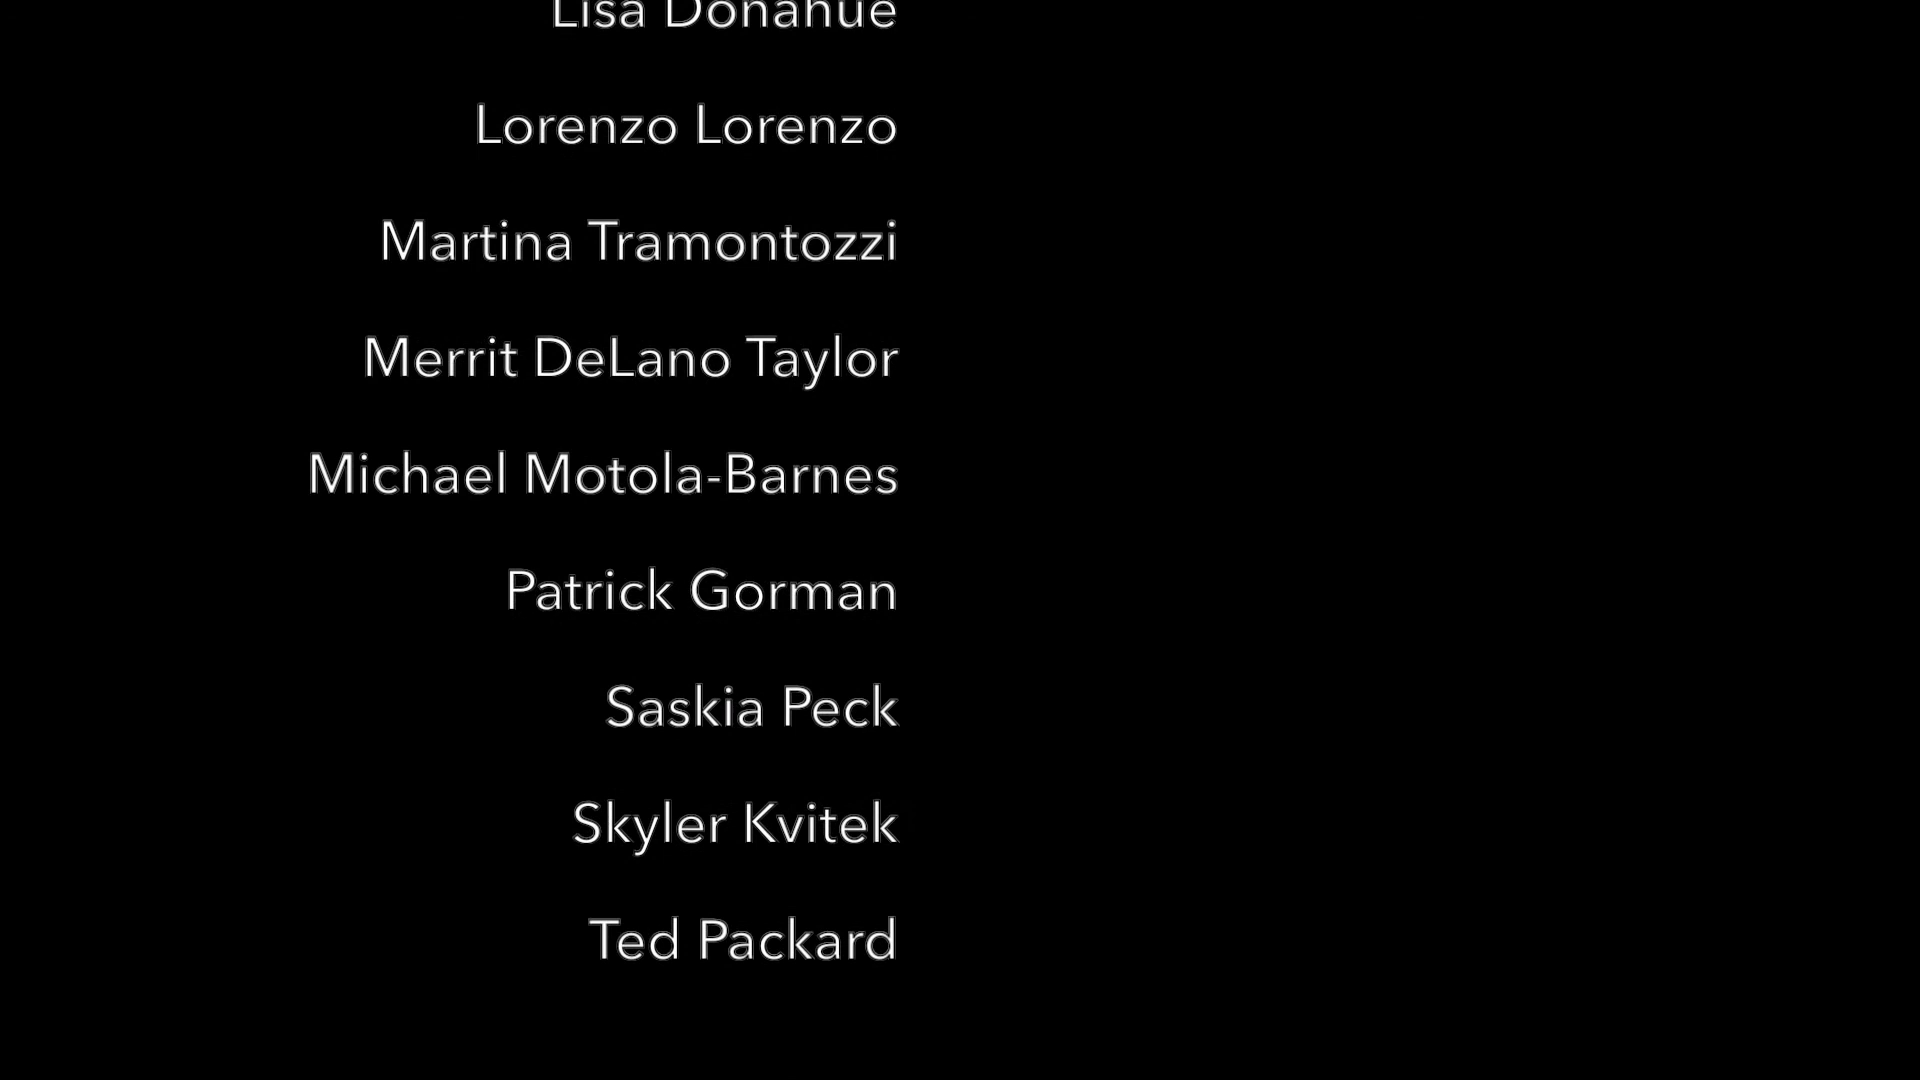 Lisa Donahue
Lorenzo Lorenzo
Martina Tramontozzi
Merrit DeLano Taylor
Michael Motola-Barnes
Patrick Gorman
Saskia Peck
Skyler Kvitek
Ted Packard